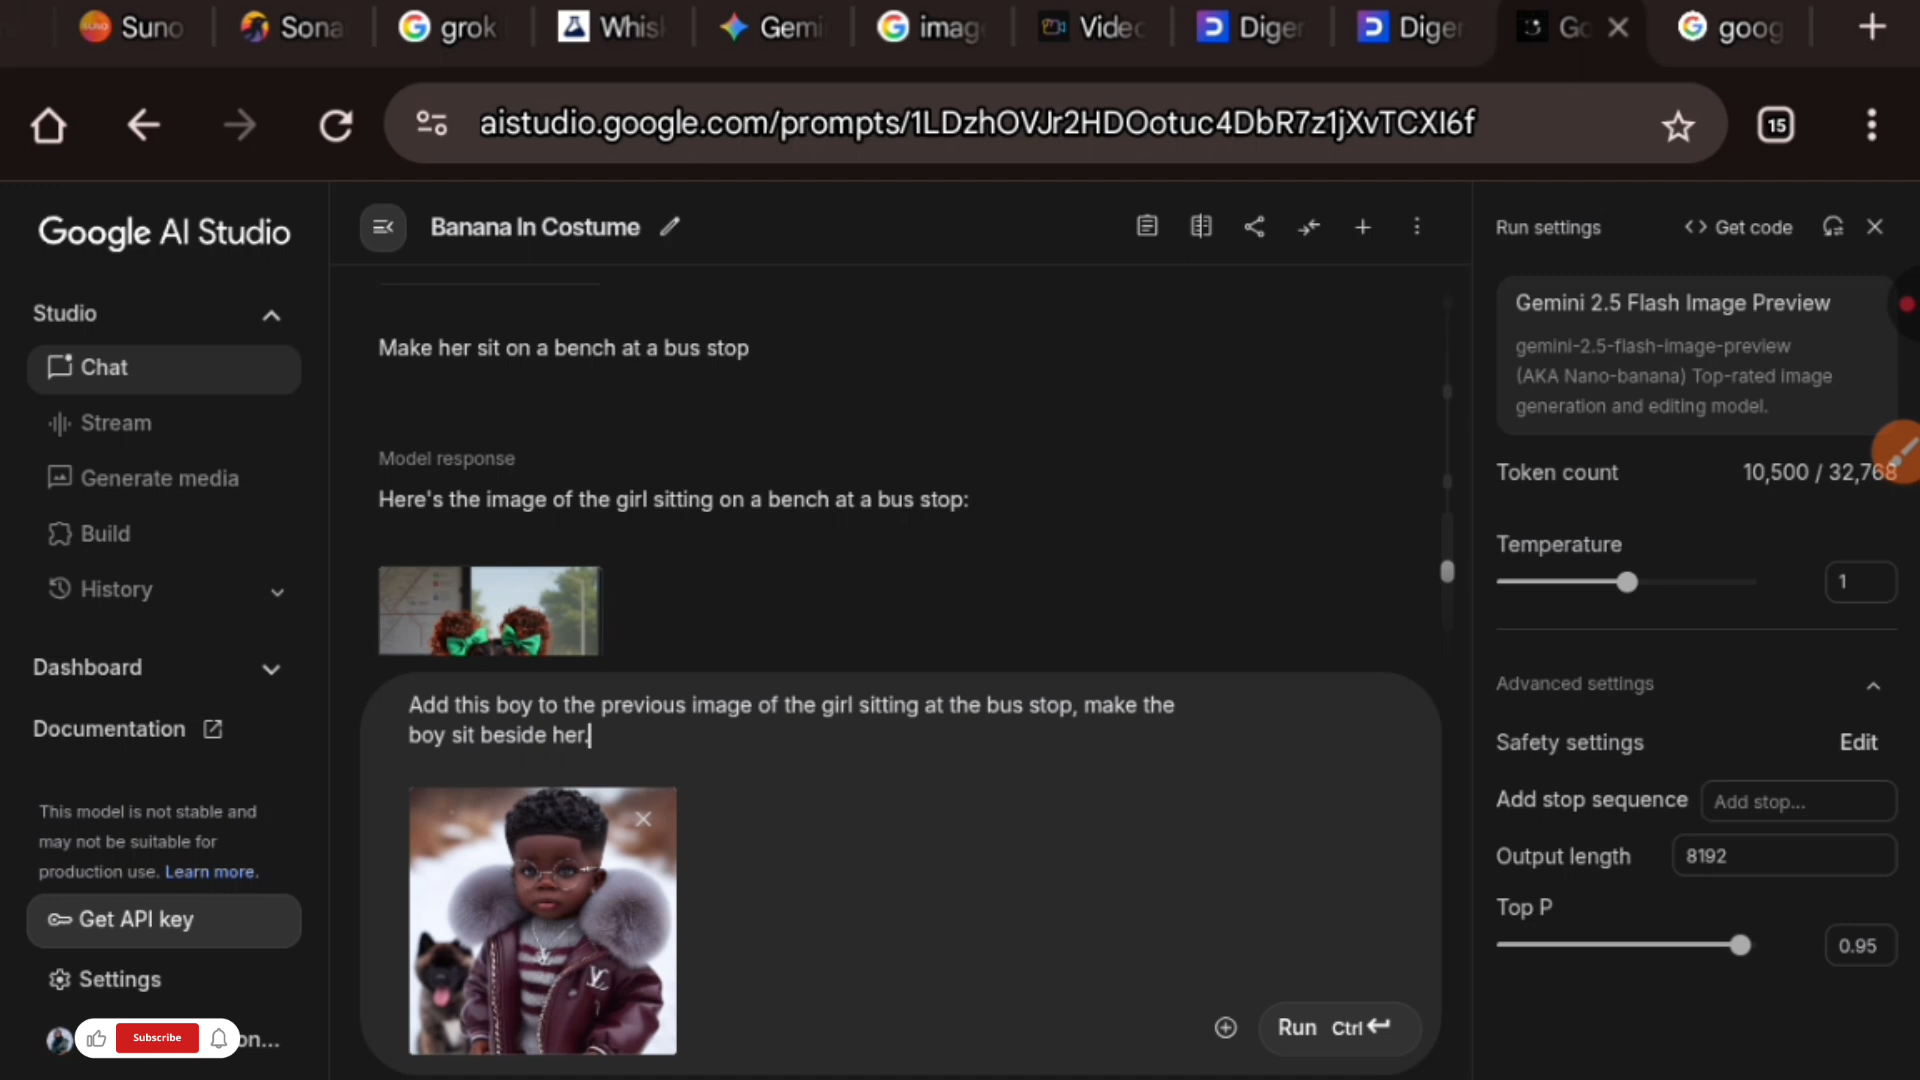 Suno
Sona
grok
Whisk
Gemi
imag
Videc
Diger
Diger
Go
goog
aistudio.google.com/prompts/1LDzhOVJr2HDOotuc4DbR7z1jXvTCXI6f
15
Google AI Studio
Studio
Chat
Stream
Generate media
Build
History
Dashboard
Documentation
This model is not stable and
may not be suitable for
production use. Learn more.
Get API key
Settings
Subscribe
on...
Banana In Costume
Make her sit on a bench at a bus stop
Model response
Here's the image of the girl sitting on a bench at a bus stop:
Add this boy to the previous image of the girl sitting at the bus stop, make the
boy sit beside her.
Run Ctrl
Run settings
Get code
Gemini 2.5 Flash Image Preview
gemini-2.5-flash-image-preview
(AKA Nano-banana) Top-rated image
generation and editing model.
Token count 10,500 / 32,768
Temperature
1
Advanced settings
Safety settings Edit
Add stop sequence Add stop...
Output length 8192
Top P
0.95